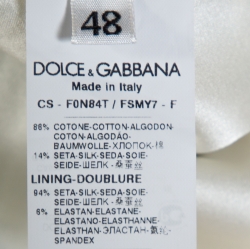 48
DOLCE & GABBANA
Made in Italy
CS - F0N84T / FSMY7 - F
86% COTONE-COTTON-ALGODON-
COTON-ALGODÃO-
BAUMWOLLE-ХЛОПОК-棉
14% SETA-SILK-SEDA-SOIE-
SEIDE-ШЕЛК - 桑蚕丝
LINING-DOUBLURE
94% SETA-SILK-SEDA-SOIE-
SEIDE-ШЕЛК - 桑蚕丝
6% ELASTAN-ELASTANE-
ELASTANO-ELASTHANNE-
ELASTHAN-ЭЛАСТАН-氨纶
SPANDEX